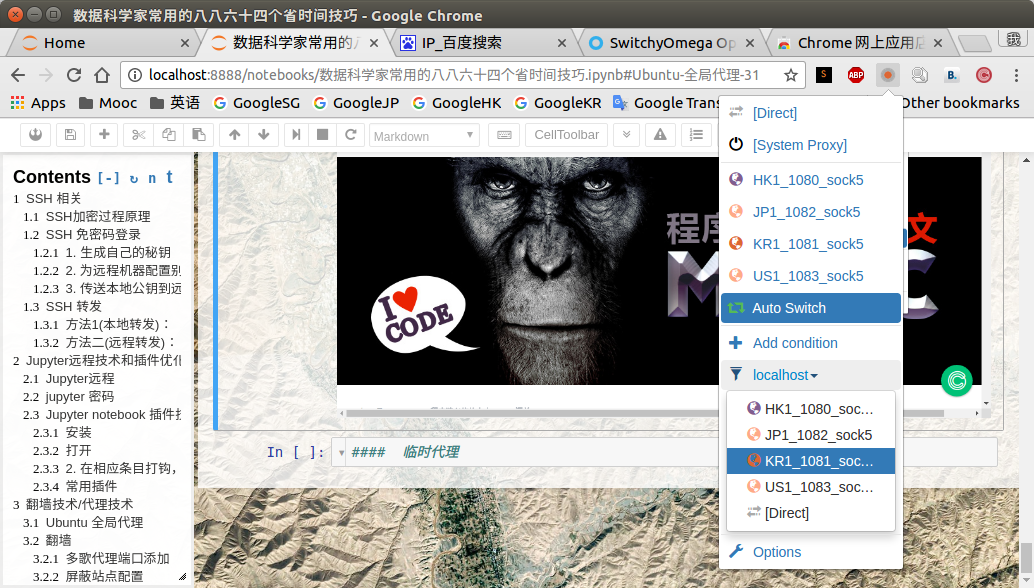 数据科学家常用的八八六十四个省时间技巧 - Google Chrome
Home
数据科学家常用的八
IP_百度搜索
SwitchyOmega Op
Chrome 网上应用店
我
localhost:8888/notebooks/数据科学家常用的八八六十四个省时间技巧.ipynb#Ubuntu-全局代理-31
S
ABP
B.
C
Apps
Mooc
英语
GoogleSG
GoogleJP
GoogleHK
GoogleKR
Google Trans
Other bookmarks
Markdown
CellToolbar
Contents [-] ↻ n t
1 SSH 相关
1.1 SSH加密过程原理
1.2 SSH 免密码登录
1.2.1 1. 生成自己的秘钥
1.2.2 2. 为远程机器配置别
1.2.3 3. 传送本地公钥到远
1.3 SSH 转发
1.3.1 方法1(本地转发)：
1.3.2 方法二(远程转发)：
2 Jupyter远程技术和插件优化
2.1 Jupyter远程
2.2 jupyter 密码
2.3 Jupyter notebook 插件扩
2.3.1 安装
2.3.2 打开
2.3.3 2. 在相应条目打钩，
2.3.4 常用插件
3 翻墙技术/代理技术
3.1 Ubuntu 全局代理
3.2 翻墙
3.2.1 多歌代理端口添加
3.2.2 屏蔽站点配置
I ♥
CODE
程序
文
M
C
In [ ]:
#### 临时代理
[Direct]
[System Proxy]
HK1_1080_sock5
JP1_1082_sock5
KR1_1081_sock5
US1_1083_sock5
Auto Switch
Add condition
localhost
HK1_1080_soc...
JP1_1082_sock5
KR1_1081_soc...
US1_1083_soc...
[Direct]
Options